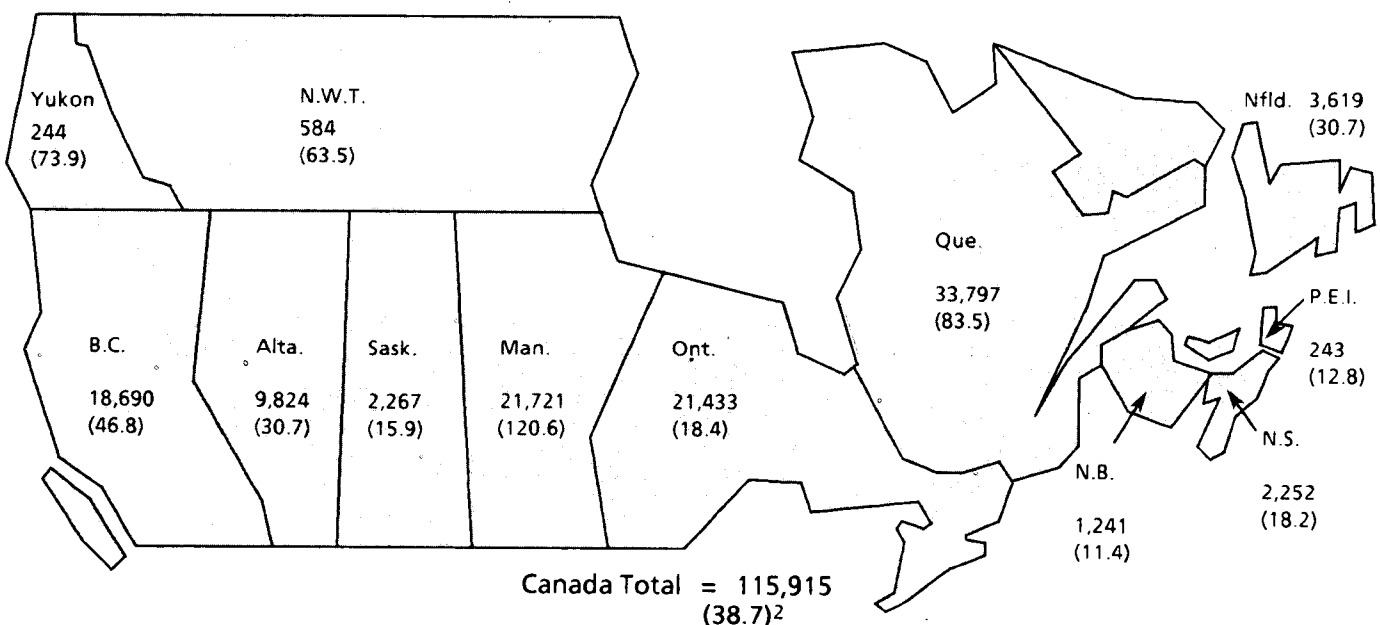 Yukon
244
(73.9)
N.W.T.
584
(63.5)
Nfld. 3,619
(30.7)
B.C.
18,690
(46.8)
Alta.
9,824
(30.7)
Sask.
2,267
(15.9)
Man.
21,721
(120.6)
Ont.
21,433
(18.4)
Que.
33,797
(83.5)
P.E.I.
243
(12.8)
N.S.
2,252
(18.2)
N.B.
1,241
(11.4)
Canada Total = 115,915
(38.7)2